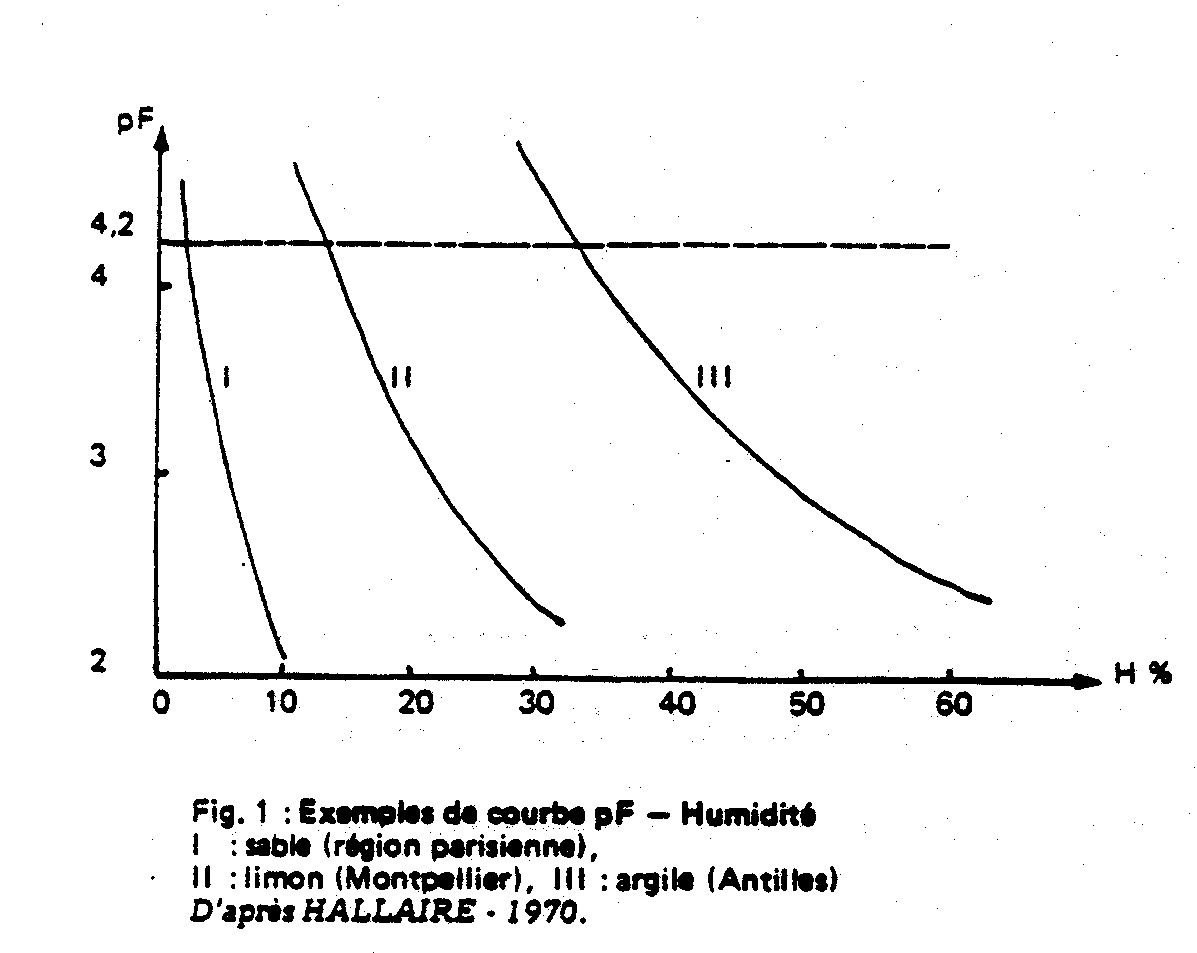 pF
4,2
4
I
II
III
3
2
H %
0 10 20 30 40 50 60
Fig. 1 : Exemples de courbe pF — Humidité
I : sable (région parisienne),
II : limon (Montpellier), III : argile (Antilles)
D'après HALLAIRE - 1970.